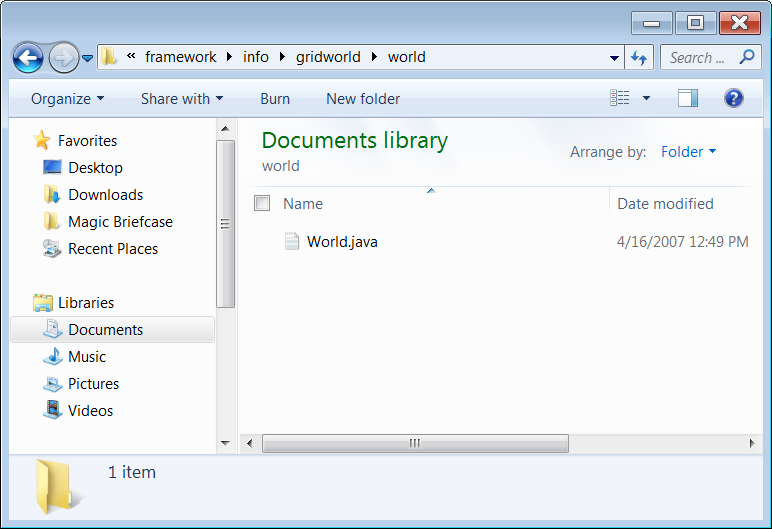 « framework ▸ info ▸ gridworld ▸ world
Search ...
Organize Share with Burn New folder
Favorites
Desktop
Downloads
Magic Briefcase
Recent Places
Libraries
Documents
Music
Pictures
Videos
Documents library
world
Arrange by: Folder
Name Date modified
World.java 4/16/2007 12:49 PM
1 item